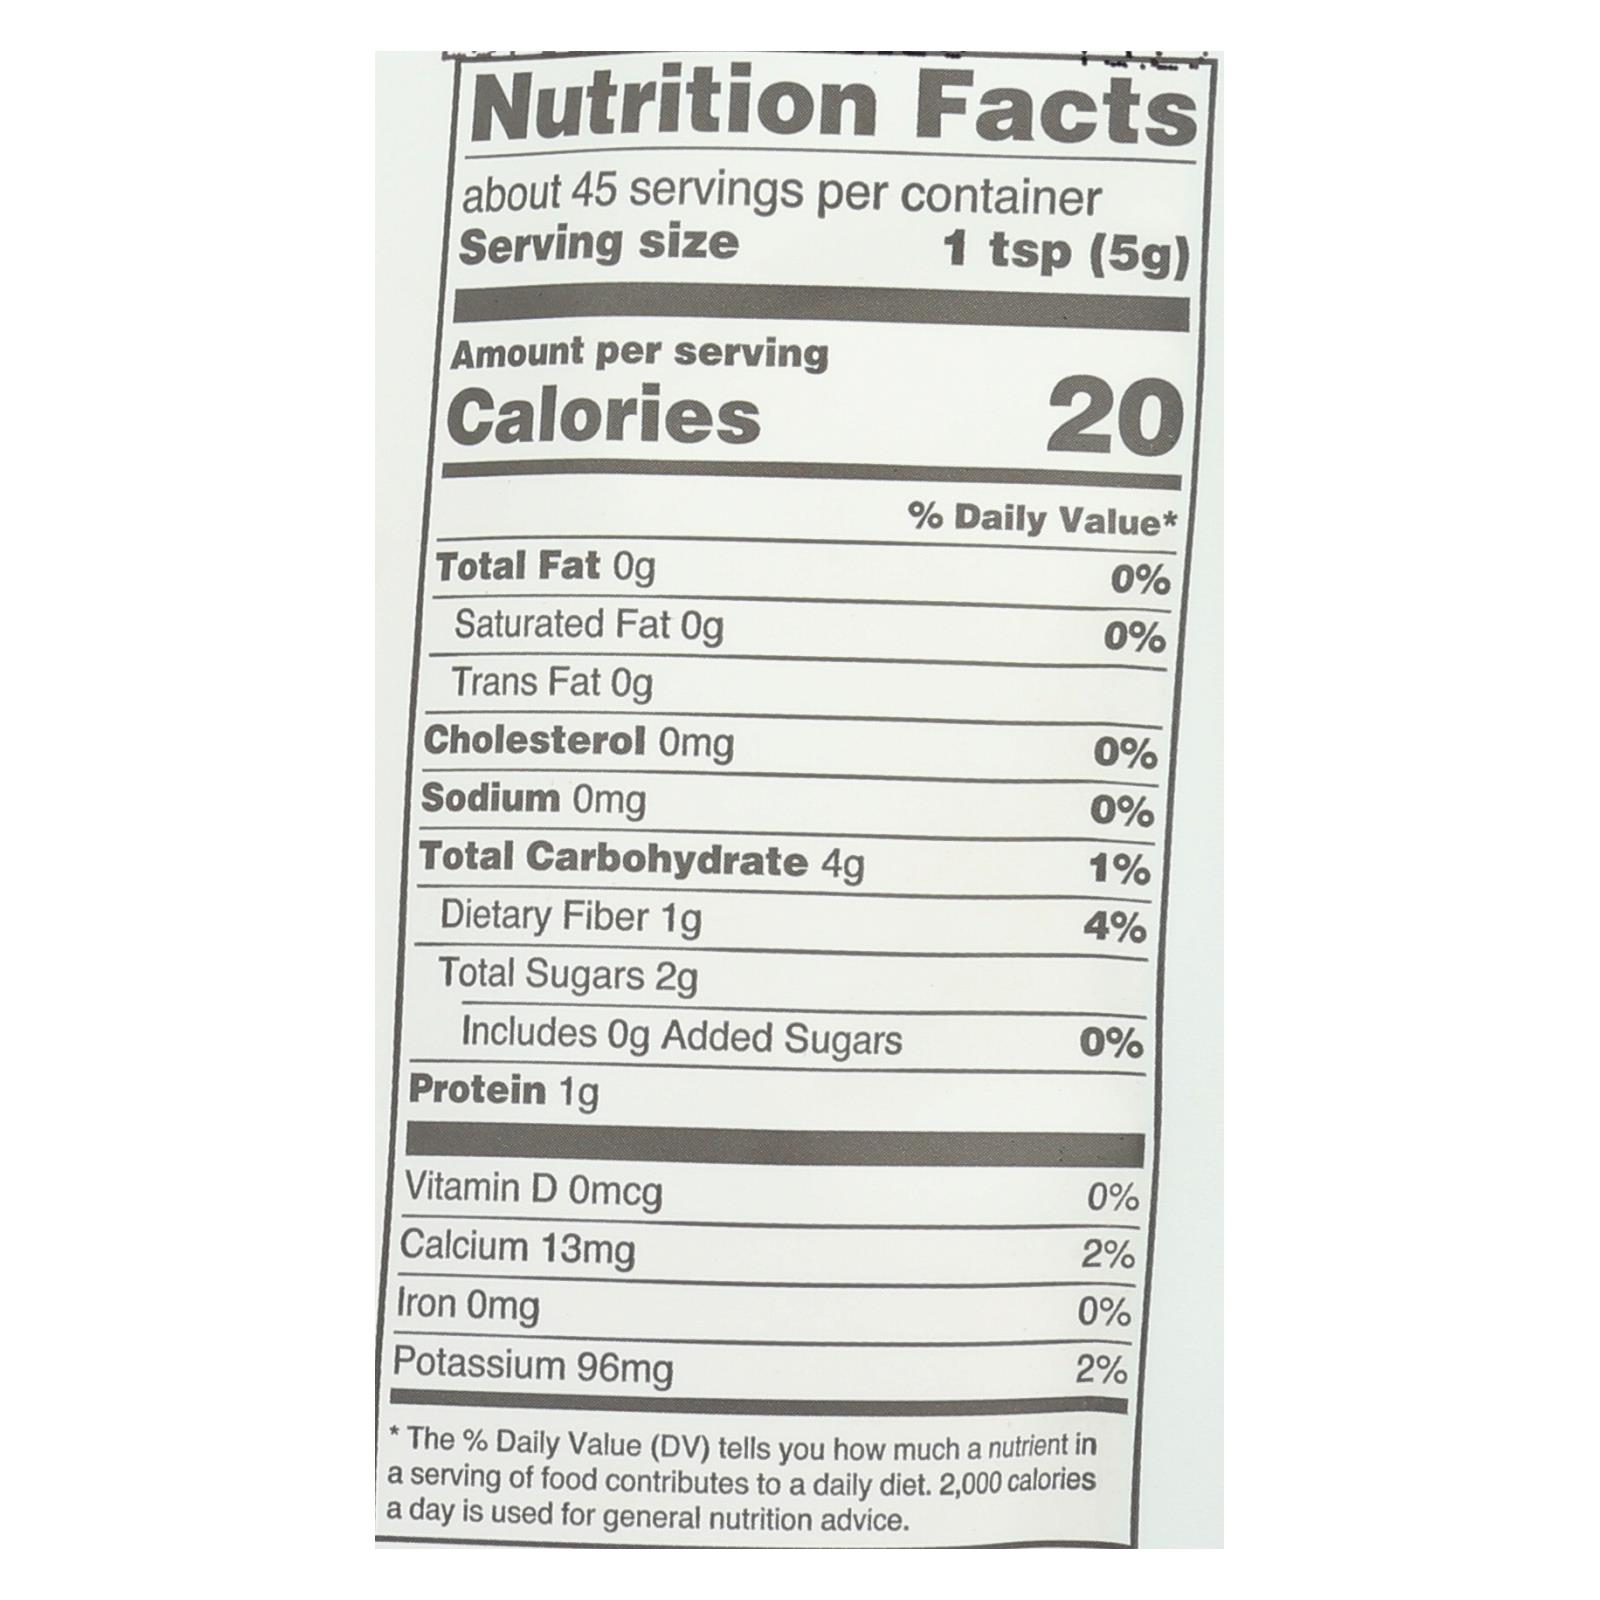 Nutrition Facts
about 45 servings per container
Serving size 1 tsp (5g)
Amount per serving
Calories 20
% Daily Value*
Total Fat 0g 0%
Saturated Fat 0g 0%
Trans Fat 0g
Cholesterol 0mg 0%
Sodium 0mg 0%
Total Carbohydrate 4g 1%
Dietary Fiber 1g 4%
Total Sugars 2g
Includes 0g Added Sugars 0%
Protein 1g
Vitamin D 0mcg 0%
Calcium 13mg 2%
Iron 0mg 0%
Potassium 96mg 2%
* The % Daily Value (DV) tells you how much a nutrient in
a serving of food contributes to a daily diet. 2,000 calories
a day is used for general nutrition advice.